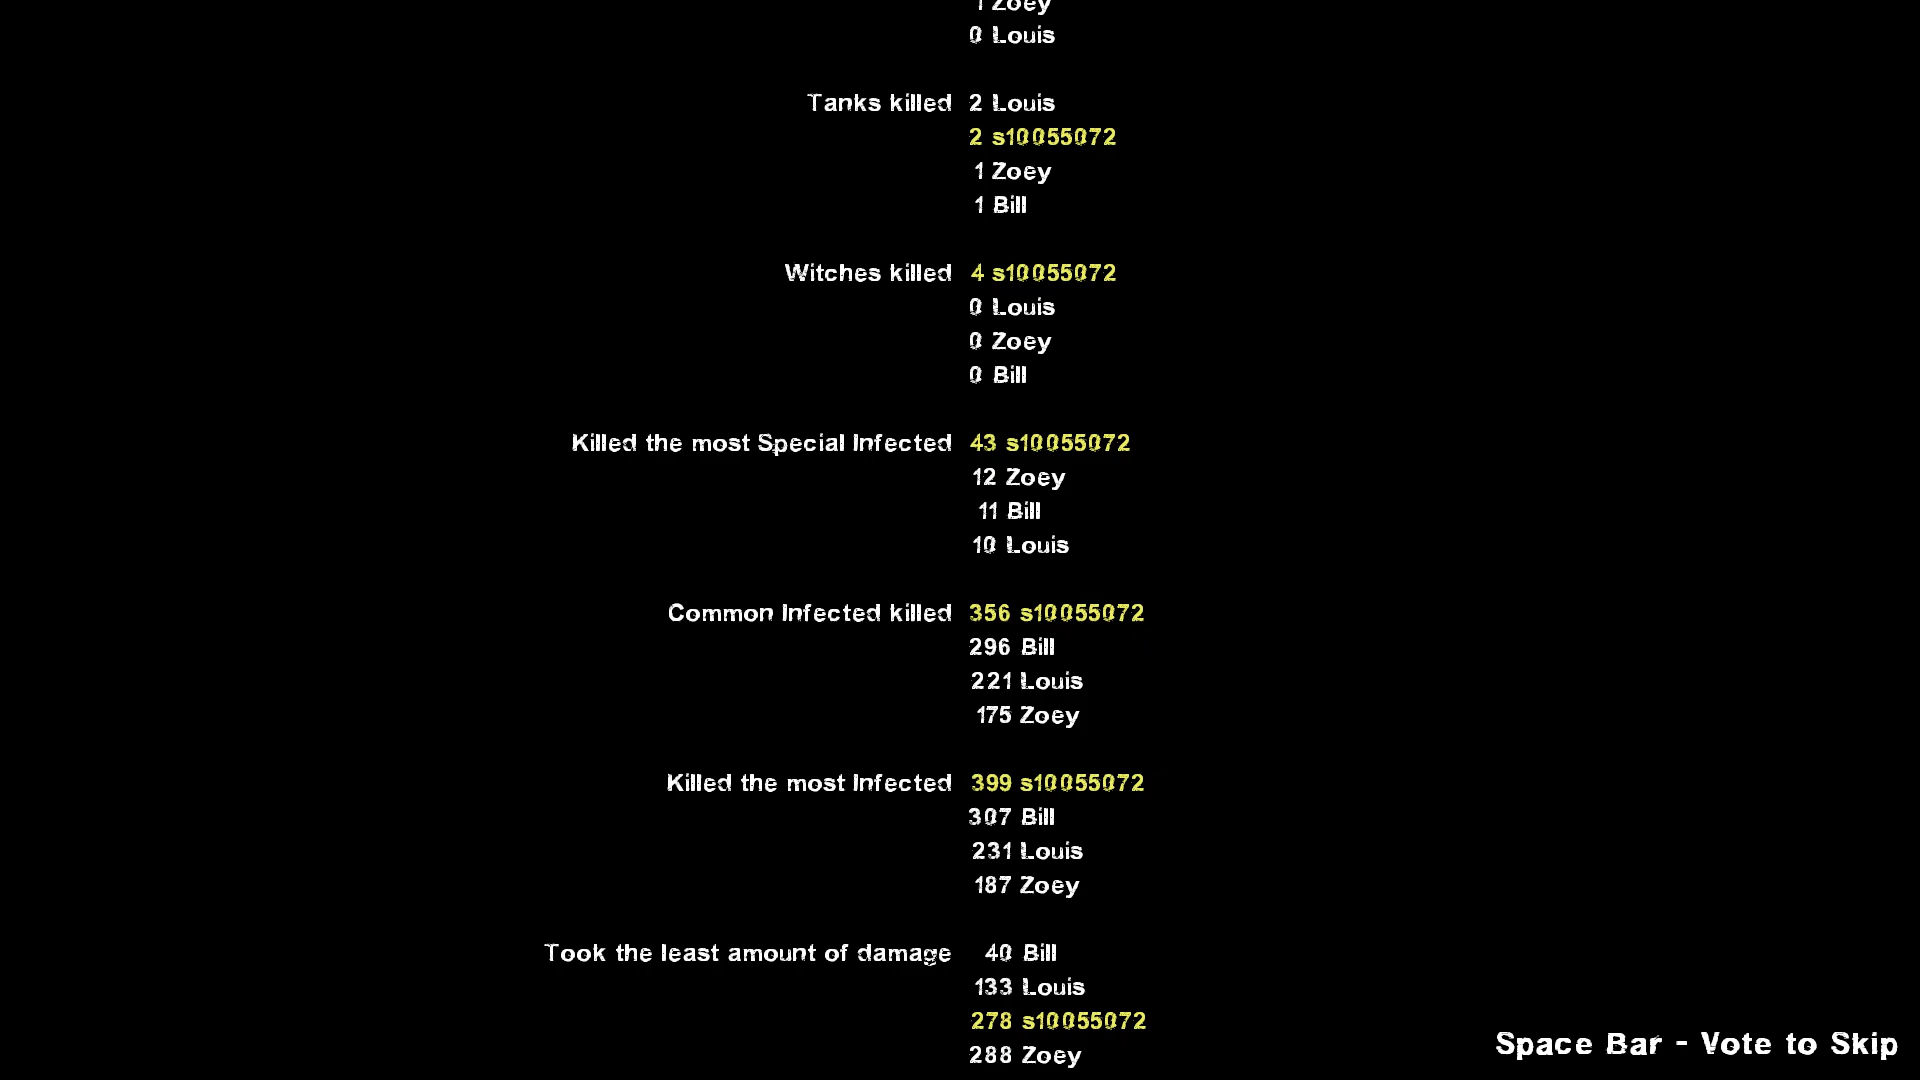 1 Zoey
0 Louis
Tanks killed 2 Louis
2 s10055072
1 Zoey
1 Bill
Witches killed 4 s10055072
0 Louis
0 Zoey
0 Bill
Killed the most Special Infected 43 s10055072
12 Zoey
11 Bill
10 Louis
Common Infected killed 356 s10055072
296 Bill
221 Louis
175 Zoey
Killed the most Infected 399 s10055072
307 Bill
231 Louis
187 Zoey
Took the least amount of damage 40 Bill
133 Louis
278 s10055072
288 Zoey
Space Bar - Vote to Skip